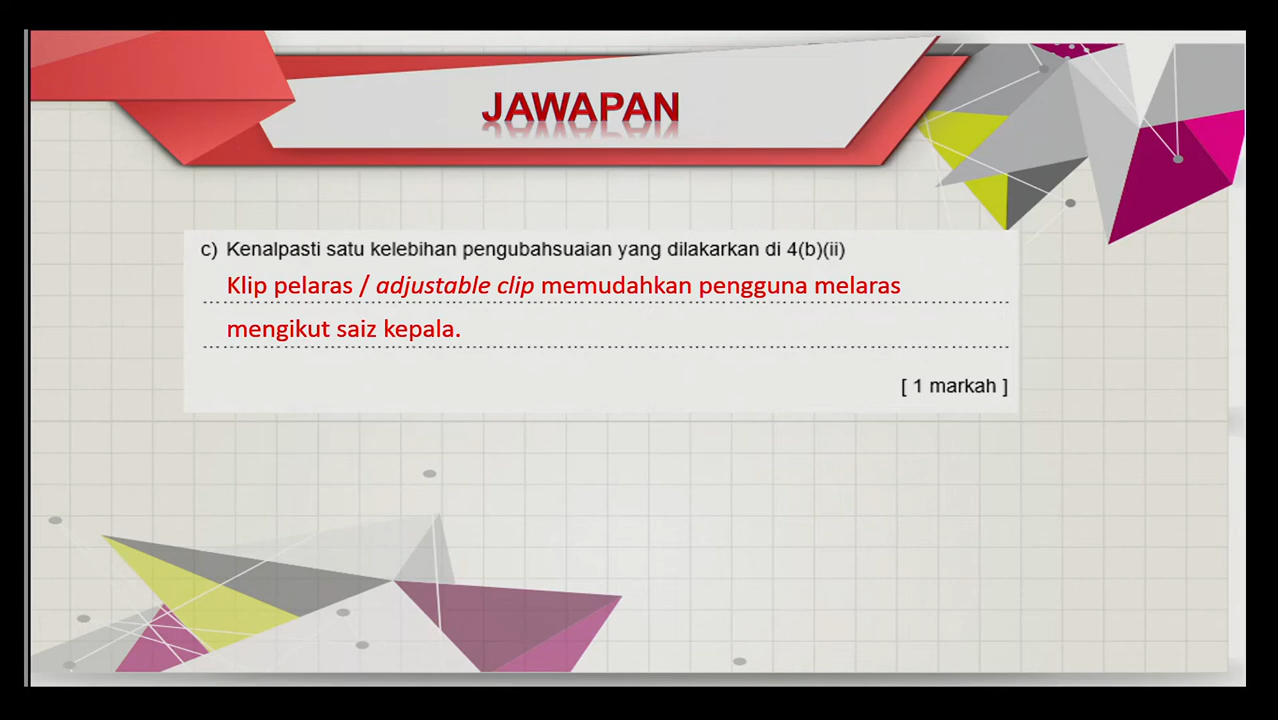 JAWAPAN
c) Kenalpasti satu kelebihan pengubahsuaian yang dilakarkan di 4(b)(ii)
Klip pelaras / adjustable clip memudahkan pengguna melaras
mengikut saiz kepala.
[ 1 markah ]